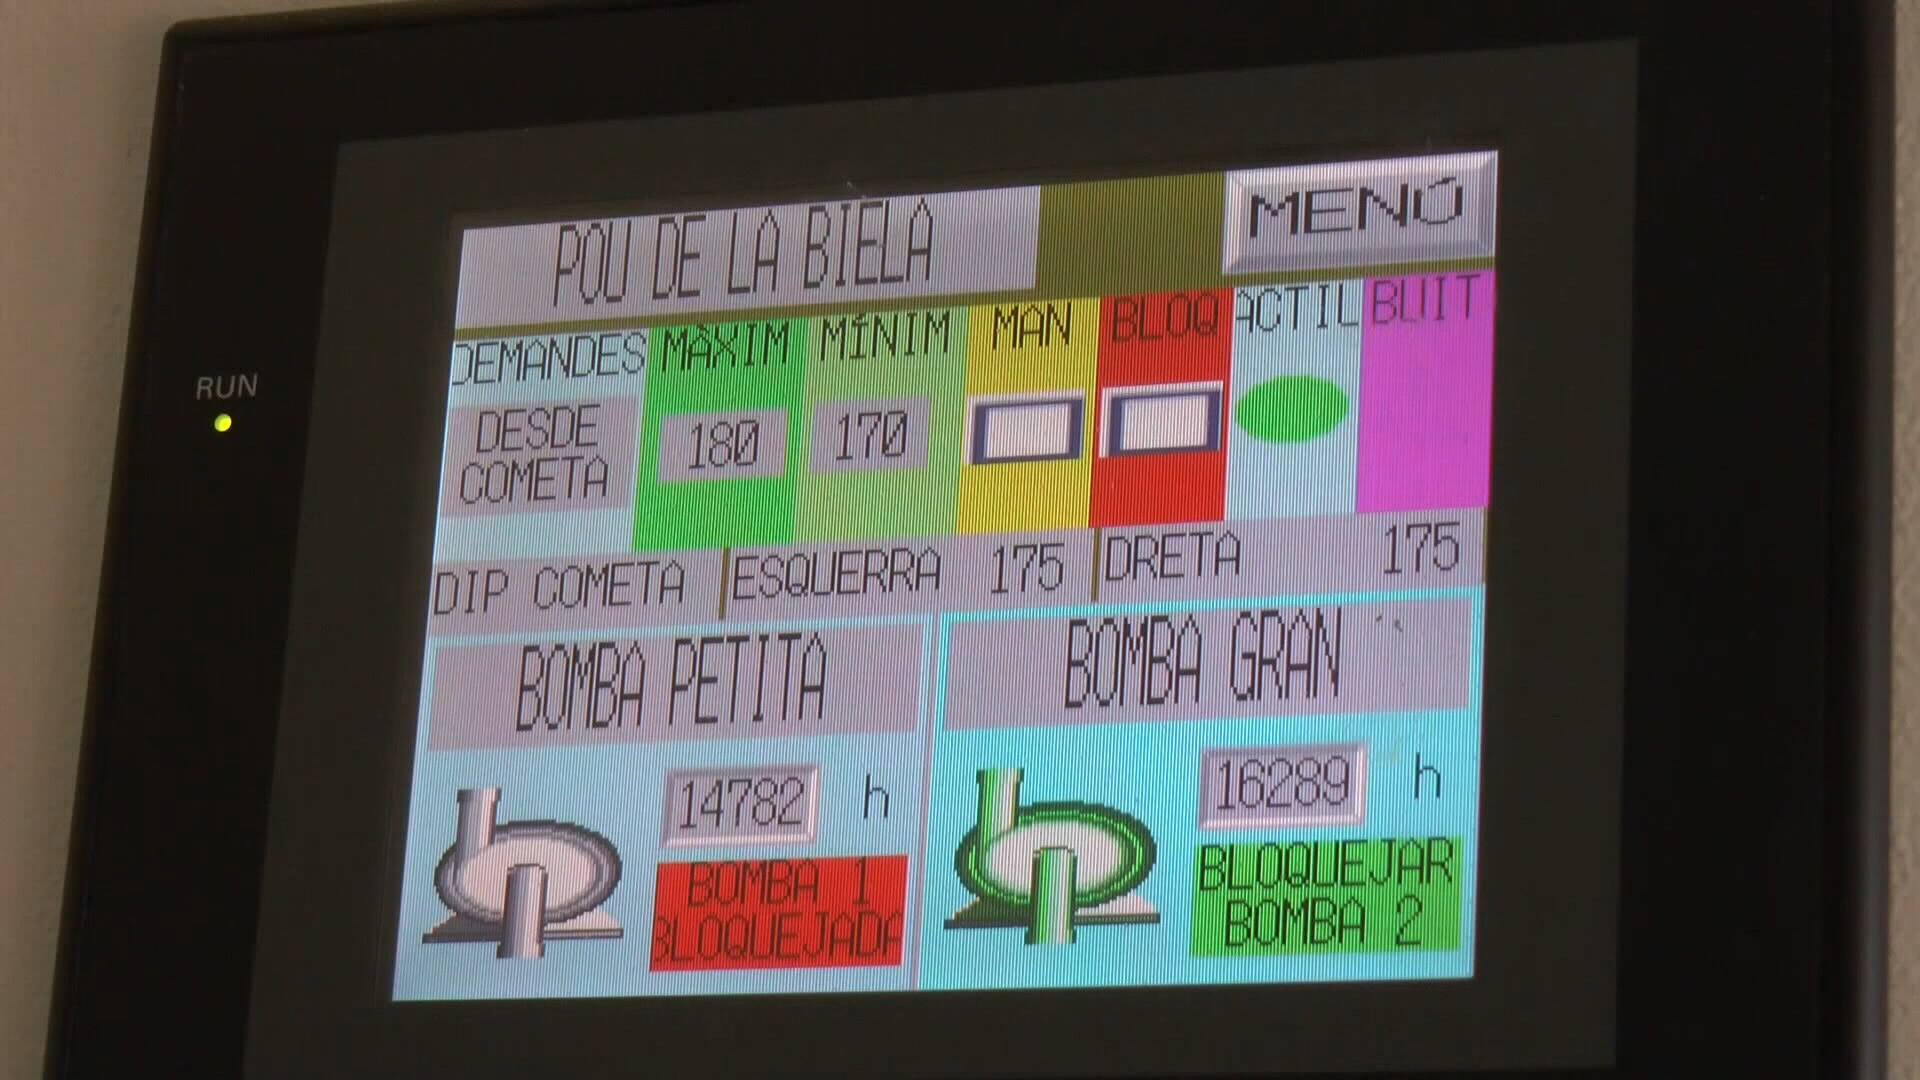 POU DE LA BIELA
MENÚ
DEMANDES MÀXIM MÍNIM MAN BLOQ ACTIL BUIT
RUN
DESDE
COMETA
180 170
DIP COMETA ESQUERRA 175 DRETA 175
BOMBA PETITA
BOMBA GRAN
14782 h
16289 h
BOMBA 1
BLOQUEJADA
BLOQUEJAR
BOMBA 2